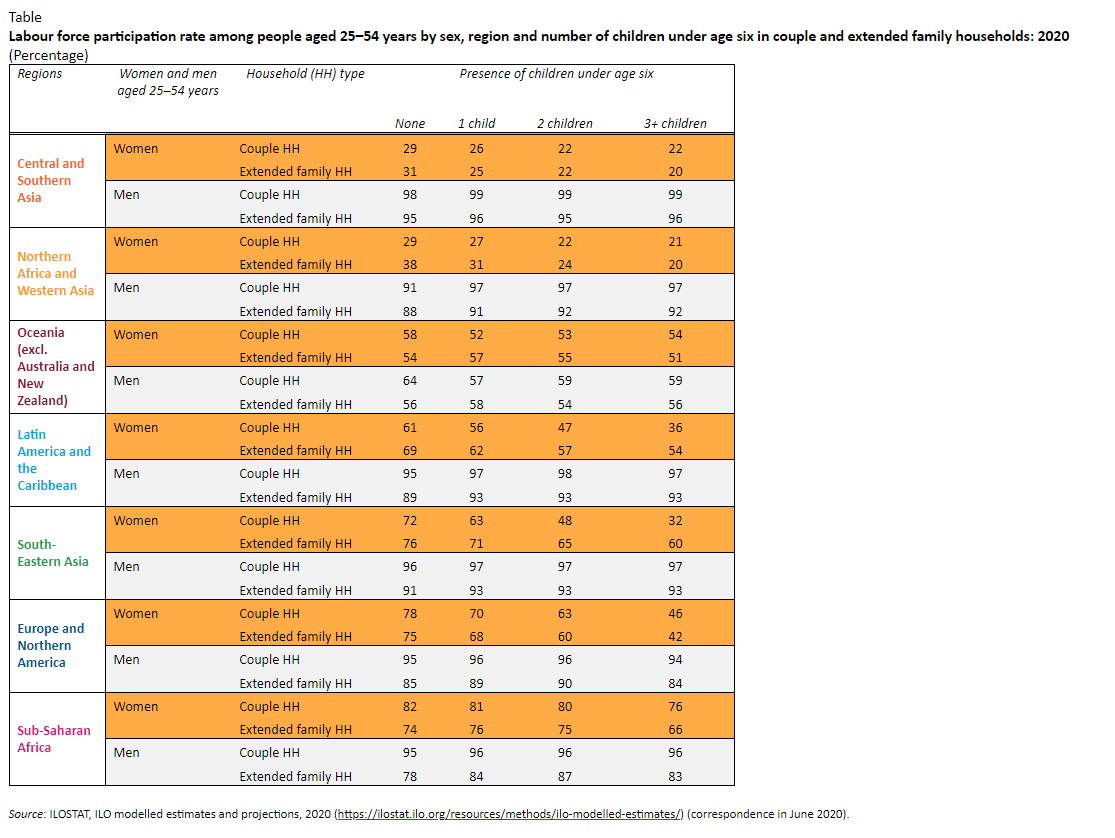 Table
Labour force participation rate among people aged 25–54 years by sex, region and number of children under age six in couple and extended family households: 2020
(Percentage)
Regions Women and men Household (HH) type Presence of children under age six
aged 25–54 years
None 1 child 2 children 3+ children
Women Couple HH 29 26 22 22
Central and
Southern
Asia
Extended family HH 31 25 22 20
Men Couple HH 98 99 99 99
Extended family HH 95 96 95 96
Women Couple HH 29 27 22 21
Northern
Africa and
Western Asia
Extended family HH 38 31 24 20
Men Couple HH 91 97 97 97
Extended family HH 88 91 92 92
Oceania
(excl.
Australia and
New
Zealand)
Women Couple HH 58 52 53 54
Extended family HH 54 57 55 51
Men Couple HH 64 57 59 59
Extended family HH 56 58 54 56
Latin
America and
the
Caribbean
Women Couple HH 61 56 47 36
Extended family HH 69 62 57 54
Men Couple HH 95 97 98 97
Extended family HH 89 93 93 93
South-
Eastern Asia
Women Couple HH 72 63 48 32
Extended family HH 76 71 65 60
Men Couple HH 96 97 97 97
Extended family HH 91 93 93 93
Europe and
Northern
America
Women Couple HH 78 70 63 46
Extended family HH 75 68 60 42
Men Couple HH 95 96 96 94
Extended family HH 85 89 90 84
Sub-Saharan
Africa
Women Couple HH 82 81 80 76
Extended family HH 74 76 75 66
Men Couple HH 95 96 96 96
Extended family HH 78 84 87 83
Source: ILOSTAT, ILO modelled estimates and projections, 2020 (https://ilostat.ilo.org/resources/methods/ilo-modelled-estimates/) (correspondence in June 2020).